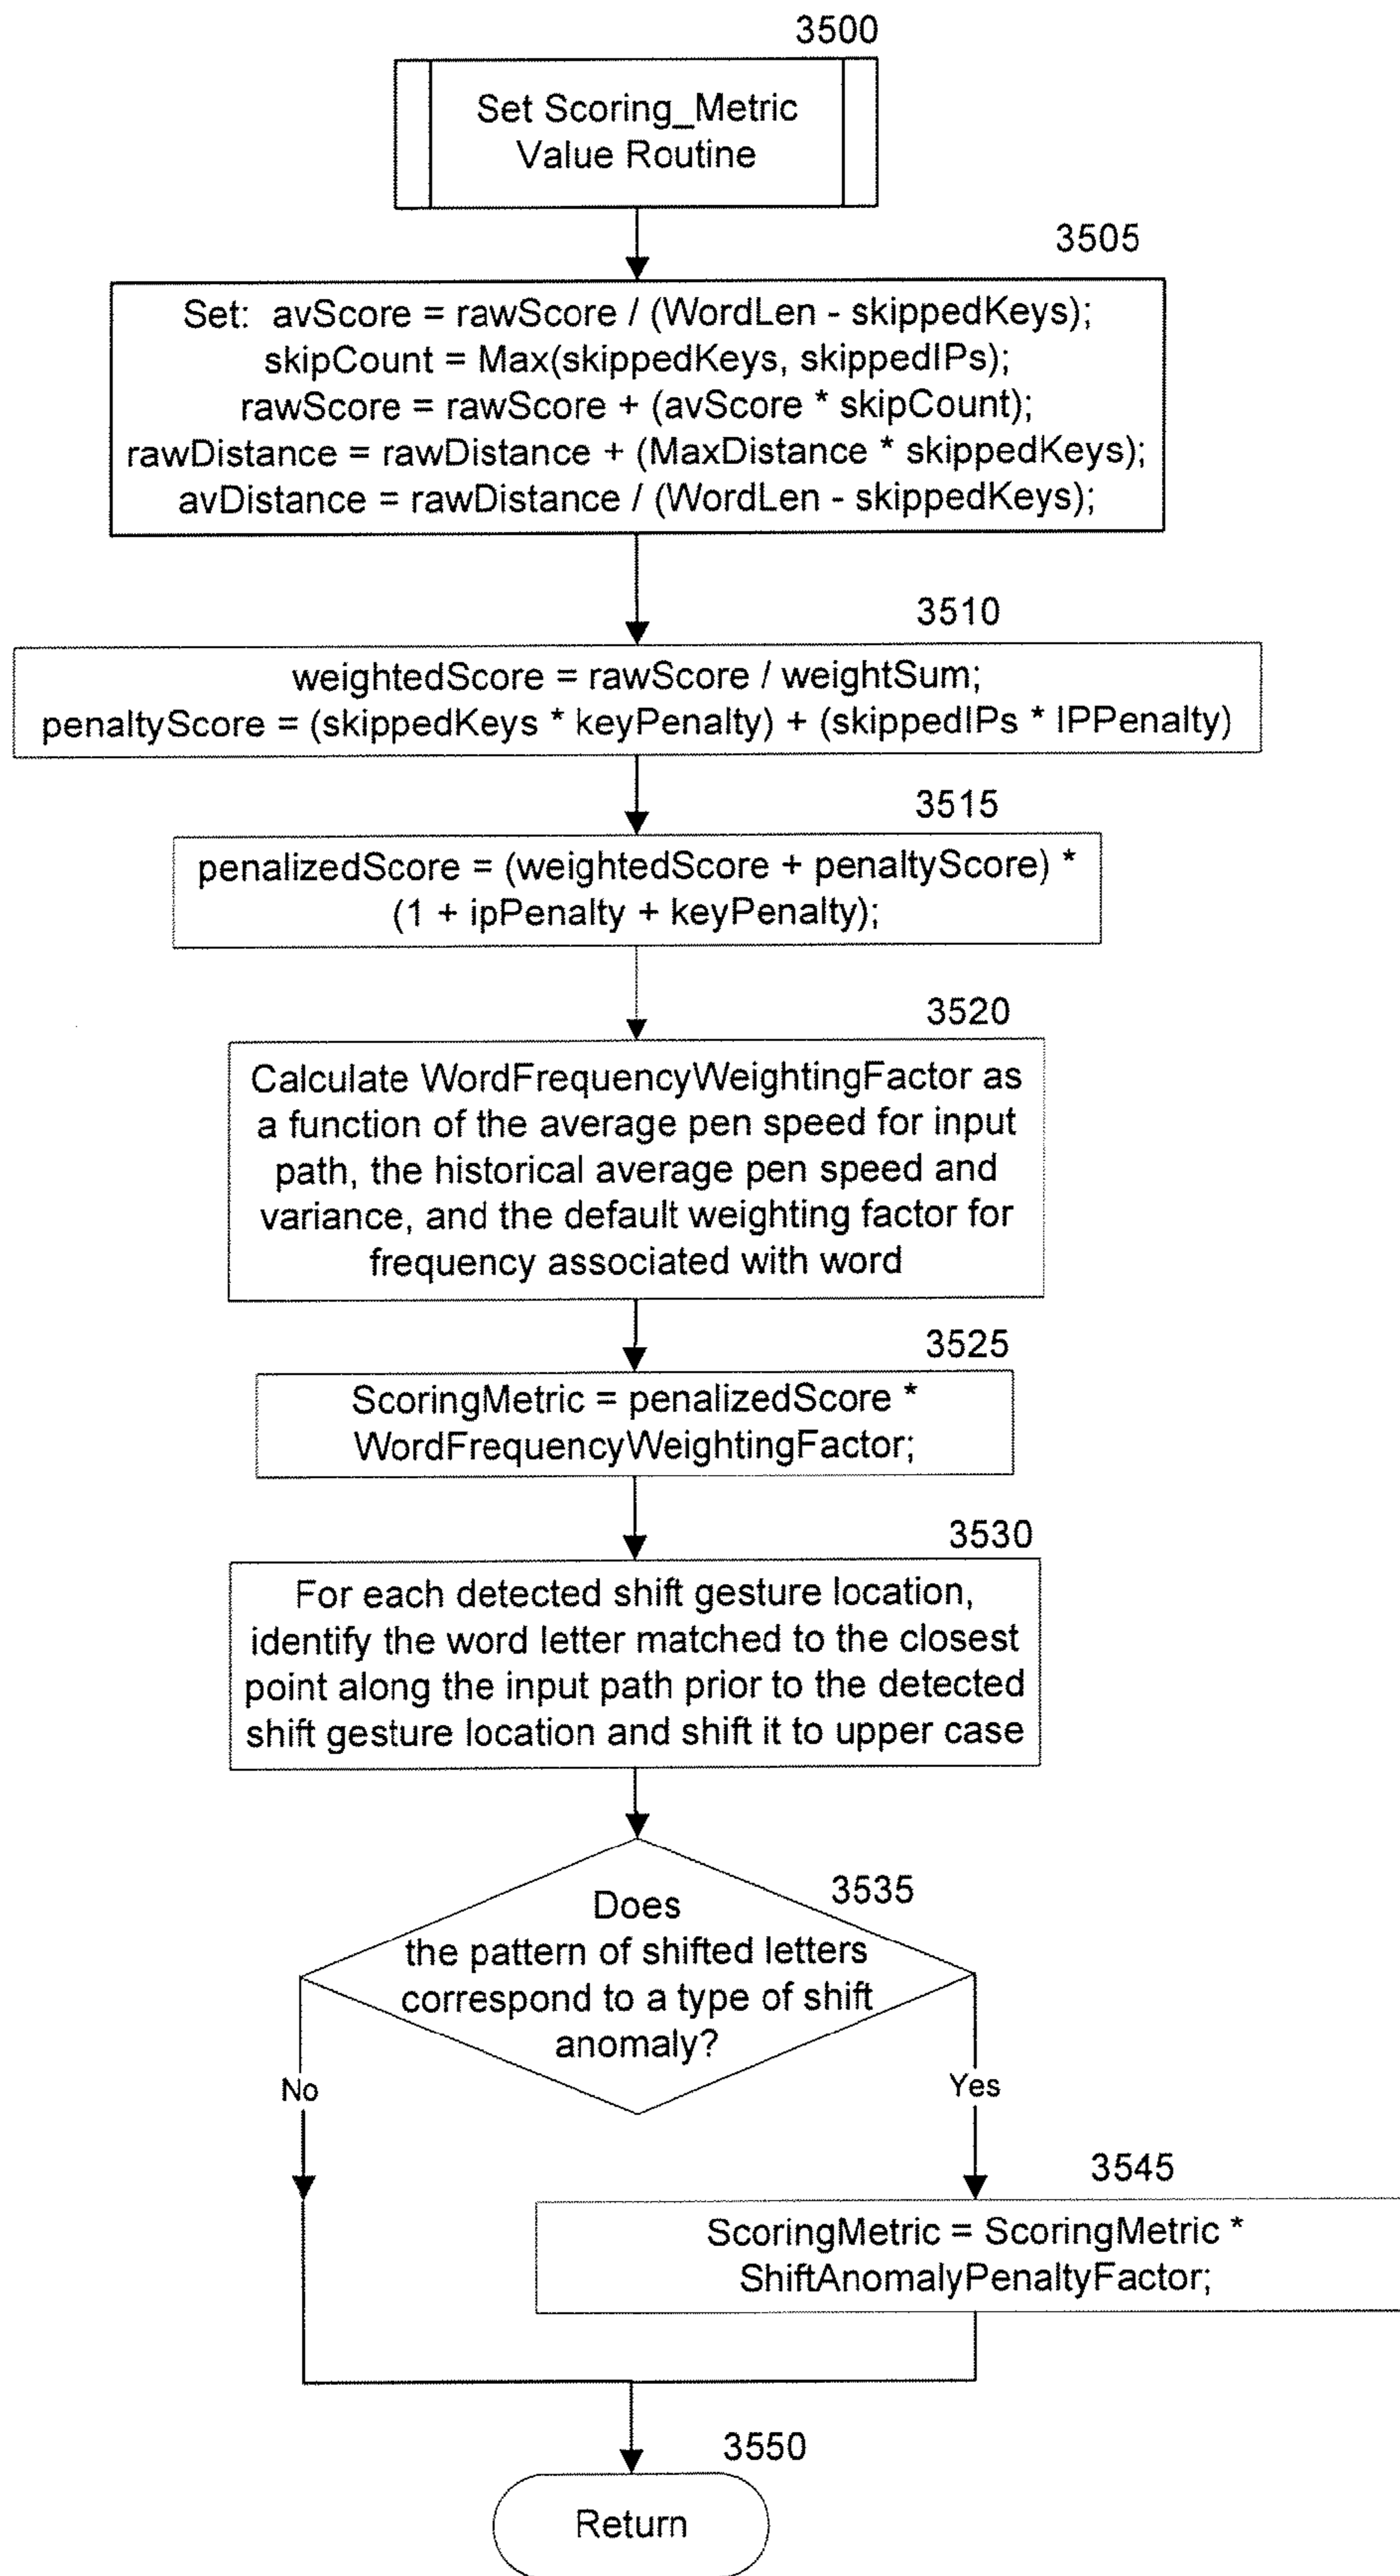 3500
Set Scoring_Metric
Value Routine
3505
Set: avScore = rawScore / (WordLen - skippedKeys);
skipCount = Max(skippedKeys, skippedIPs);
rawScore = rawScore + (avScore * skipCount);
rawDistance = rawDistance + (MaxDistance * skippedKeys);
avDistance = rawDistance / (WordLen - skippedKeys);
3510
weightedScore = rawScore / weightSum;
penaltyScore = (skippedKeys * keyPenalty) + (skippedIPs * IPPenalty)
3515
penalizedScore = (weightedScore + penaltyScore) *
(1 + ipPenalty + keyPenalty);
3520
Calculate WordFrequencyWeightingFactor as
a function of the average pen speed for input
path, the historical average pen speed and
variance, and the default weighting factor for
frequency associated with word
3525
ScoringMetric = penalizedScore *
WordFrequencyWeightingFactor;
3530
For each detected shift gesture location,
identify the word letter matched to the closest
point along the input path prior to the detected
shift gesture location and shift it to upper case
3535
Does
the pattern of shifted letters
correspond to a type of shift
anomaly?
No
Yes
3545
ScoringMetric = ScoringMetric *
ShiftAnomalyPenaltyFactor;
3550
Return